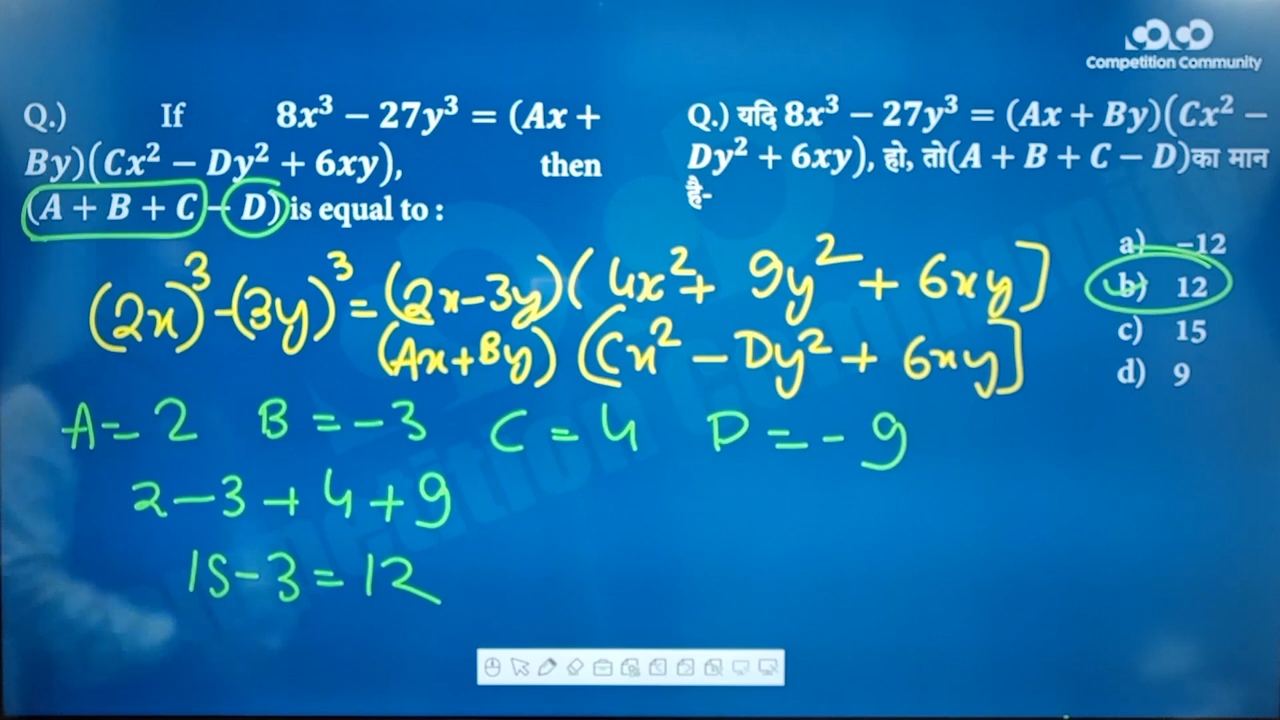 Competition Community
Q.) If 8x³ − 27y³ = (Ax +
By)(Cx² − Dy² + 6xy), then
(A + B + C − D) is equal to :
Q.) यदि 8x³ − 27y³ = (Ax + By)(Cx² −
Dy² + 6xy), हो, तो(A + B + C − D)का मान
है-
a) −12
b) 12
c) 15
d) 9
(2x)³-(3y)³=(2x-3y)(4x²+ 9y² + 6xy]
(Ax+By) (Cx² − Dy² + 6xy]
A=2 B=-3 C=4 D=-9
2-3+4+9
15-3=12